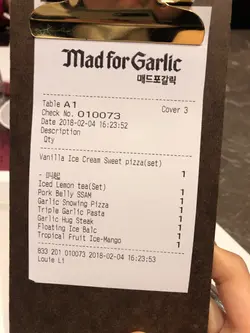 Mad for Garlic
매드포갈릭
Table A1 Cover 3
Check No. 010073
Date 2018-02-04 16:23:52
Description
Qty
Vanilla Ice Cream Sweet pizza(set)
1
1
Iced Lemon tea(Set) 1
Pork Belly SSAM 1
Garlic Snowing Pizza 1
Triple Garlic Pasta 1
Garlic Hug Steak 1
Floating Ice Balc 1
Tropical Fruit Ice-Mango 1
833 201 010073 2018-02-04 16:23:53
Louie Li